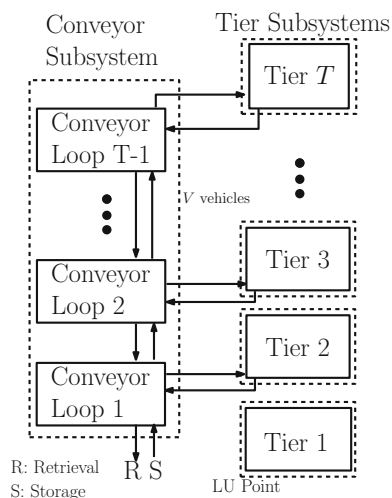 Conveyor
Subsystem
Tier Subsystems
Tier T
Conveyor
Loop T-1
V vehicles
Tier 3
Conveyor
Loop 2
Tier 2
Conveyor
Loop 1
Tier 1
R: Retrieval
R S
S: Storage
LU Point